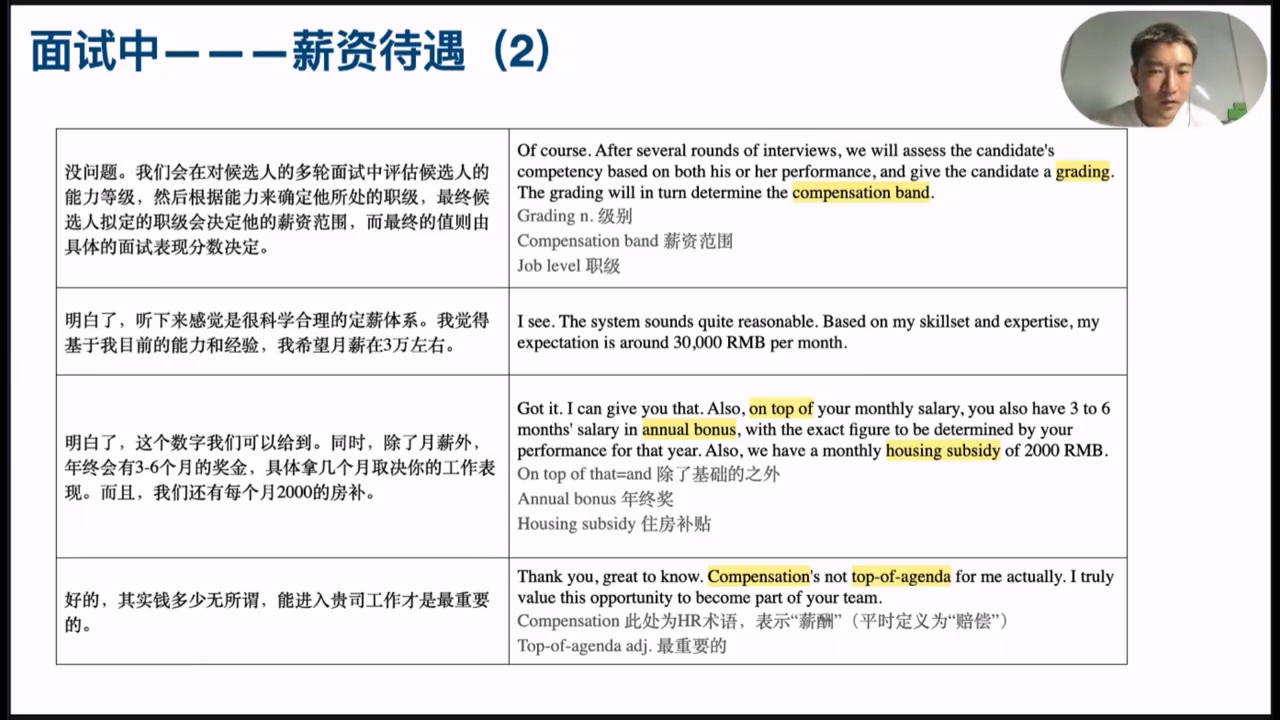 面试中———薪资待遇（2）
没问题。我们会在对候选人的多轮面试中评估候选人的
能力等级，然后根据能力来确定他所处的职级，最终候
选人拟定的职级会决定他的薪资范围，而最终的值则由
具体的面试表现分数决定。
Of course. After several rounds of interviews, we will assess the candidate's
competency based on both his or her performance, and give the candidate a grading.
The grading will in turn determine the compensation band.
Grading n. 级别
Compensation band 薪资范围
Job level 职级
明白了，听下来感觉是很科学合理的定薪体系。我觉得
基于我目前的能力和经验，我希望月薪在3万左右。
I see. The system sounds quite reasonable. Based on my skillset and expertise, my
expectation is around 30,000 RMB per month.
明白了，这个数字我们可以给到。同时，除了月薪外，
年终会有3-6个月的奖金，具体拿几个月取决你的工作表
现。而且，我们还有每个月2000的房补。
Got it. I can give you that. Also, on top of your monthly salary, you also have 3 to 6
months' salary in annual bonus, with the exact figure to be determined by your
performance for that year. Also, we have a monthly housing subsidy of 2000 RMB.
On top of that=and 除了基础的之外
Annual bonus 年终奖
Housing subsidy 住房补贴
好的，其实钱多少无所谓，能进入贵司工作才是最重要
的。
Thank you, great to know. Compensation's not top-of-agenda for me actually. I truly
value this opportunity to become part of your team.
Compensation 此处为HR术语，表示“薪酬”（平时定义为“赔偿”）
Top-of-agenda adj. 最重要的